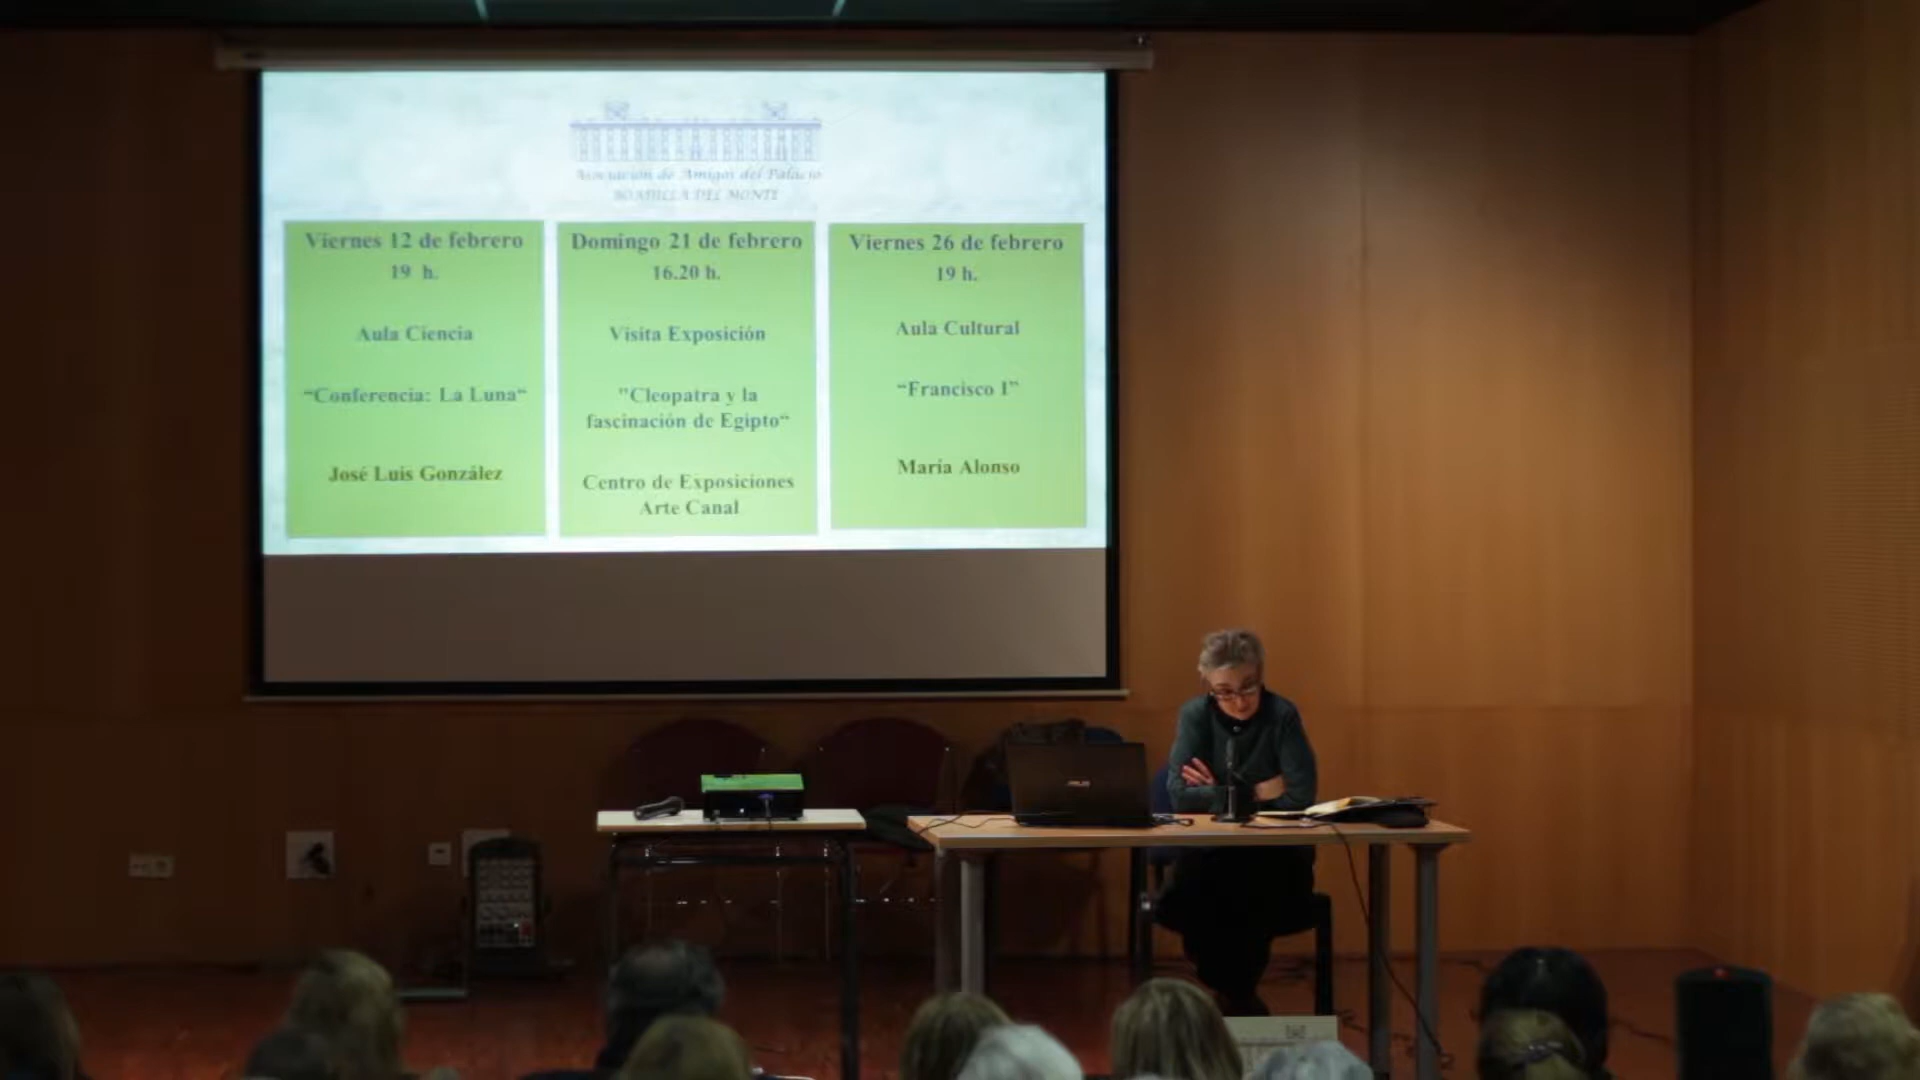 Asociación de Amigos del Palacio
BOADILLA DEL MONTE
Viernes 12 de febrero
19 h.
Aula Ciencia
“Conferencia: La Luna“
José Luis González
Domingo 21 de febrero
16.20 h.
Visita Exposición
"Cleopatra y la
fascinación de Egipto“
Centro de Exposiciones
Arte Canal
Viernes 26 de febrero
19 h.
Aula Cultural
“Francisco I”
María Alonso
ASUS